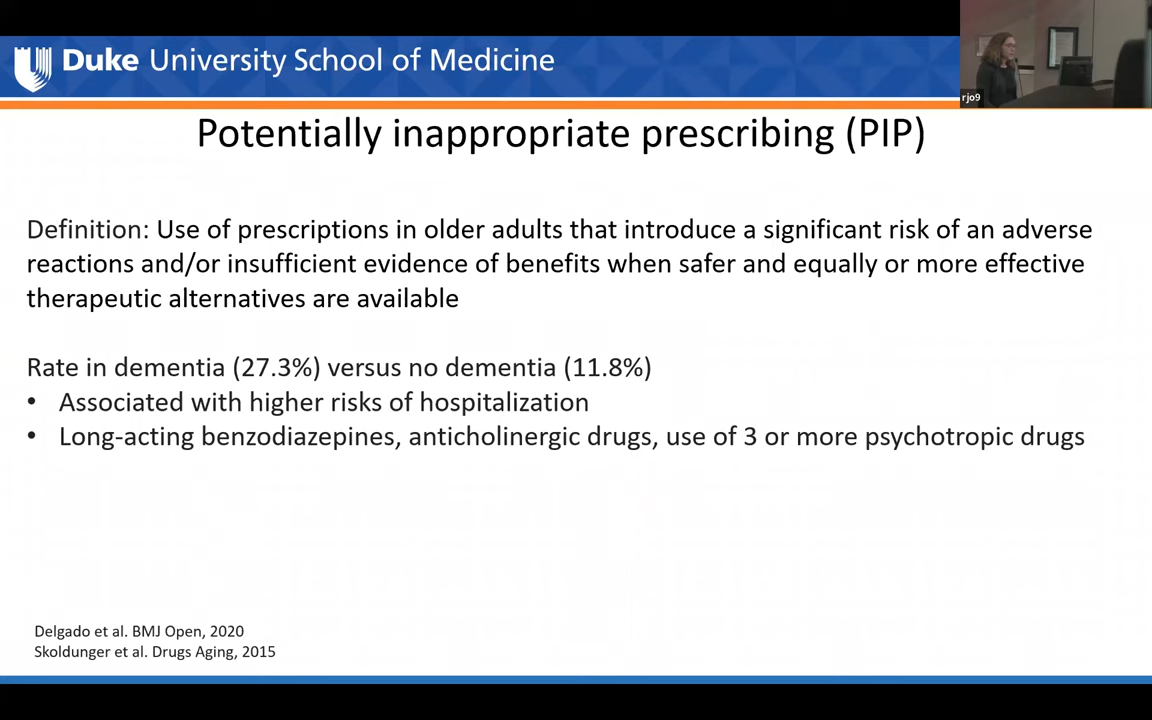 Duke University School of Medicine
rjo9
Potentially inappropriate prescribing (PIP)
Definition: Use of prescriptions in older adults that introduce a significant risk of an adverse
reactions and/or insufficient evidence of benefits when safer and equally or more effective
therapeutic alternatives are available
Rate in dementia (27.3%) versus no dementia (11.8%)
• Associated with higher risks of hospitalization
• Long-acting benzodiazepines, anticholinergic drugs, use of 3 or more psychotropic drugs
Delgado et al. BMJ Open, 2020
Skoldunger et al. Drugs Aging, 2015